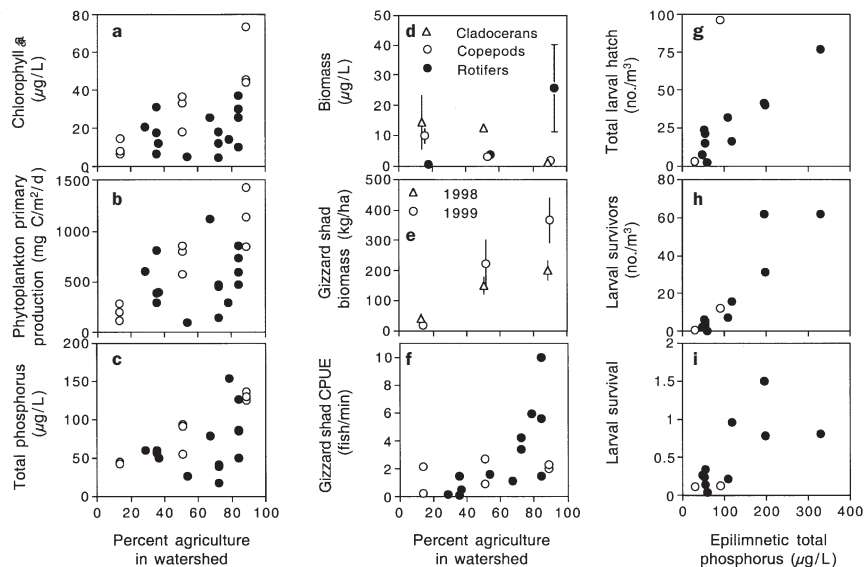 a
Chlorophyll a
(µg/L)
80
60
40
20
0
b
Phytoplankton primary
production (mg C/m²/d)
1500
1000
500
0
c
Total phosphorus
(µg/L)
200
150
100
50
0
0 20 40 60 80 100
Percent agriculture
in watershed
d
Cladocerans
Copepods
Rotifers
Biomass
(µg/L)
50
40
30
20
10
0
e
1998
1999
Gizzard shad
biomass (kg/ha)
500
400
300
200
100
0
f
Gizzard shad CPUE
(fish/min)
10
8
6
4
2
0
0 20 40 60 80 100
Percent agriculture
in watershed
g
Total larval hatch
(no./m³)
100
75
50
25
0
h
Larval survivors
(no./m³)
80
60
40
20
0
i
Larval survival
2
1.5
1
0.5
0
0 100 200 300 400
Epilimnetic total
phosphorus (µg/L)